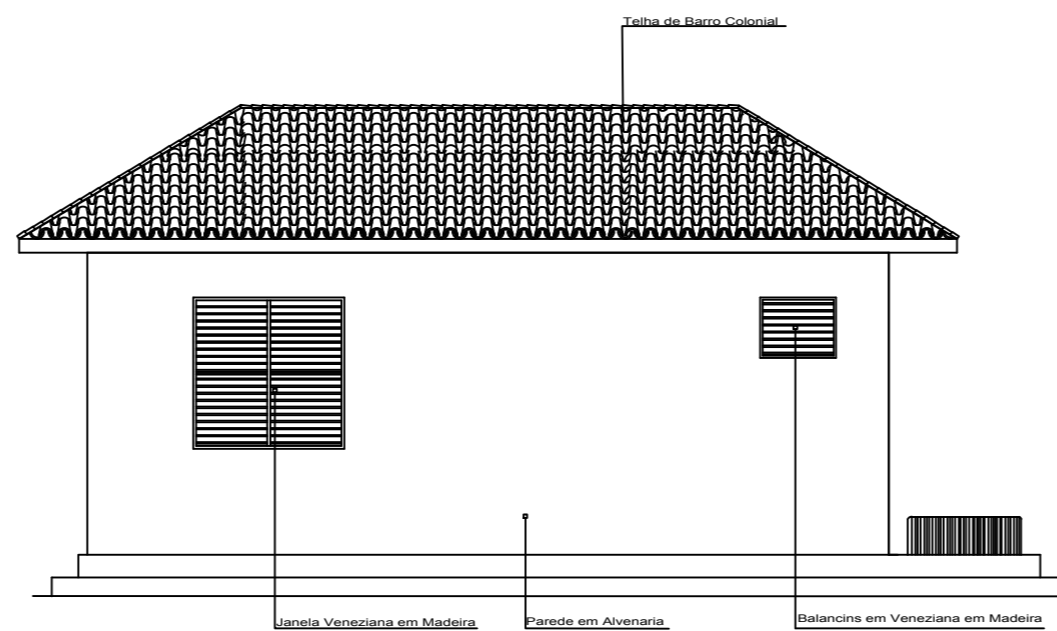 Telha de Barro Colonial
Janela Veneziana em Madeira
Parede em Alvenaria
Balancins em Veneziana em Madeira